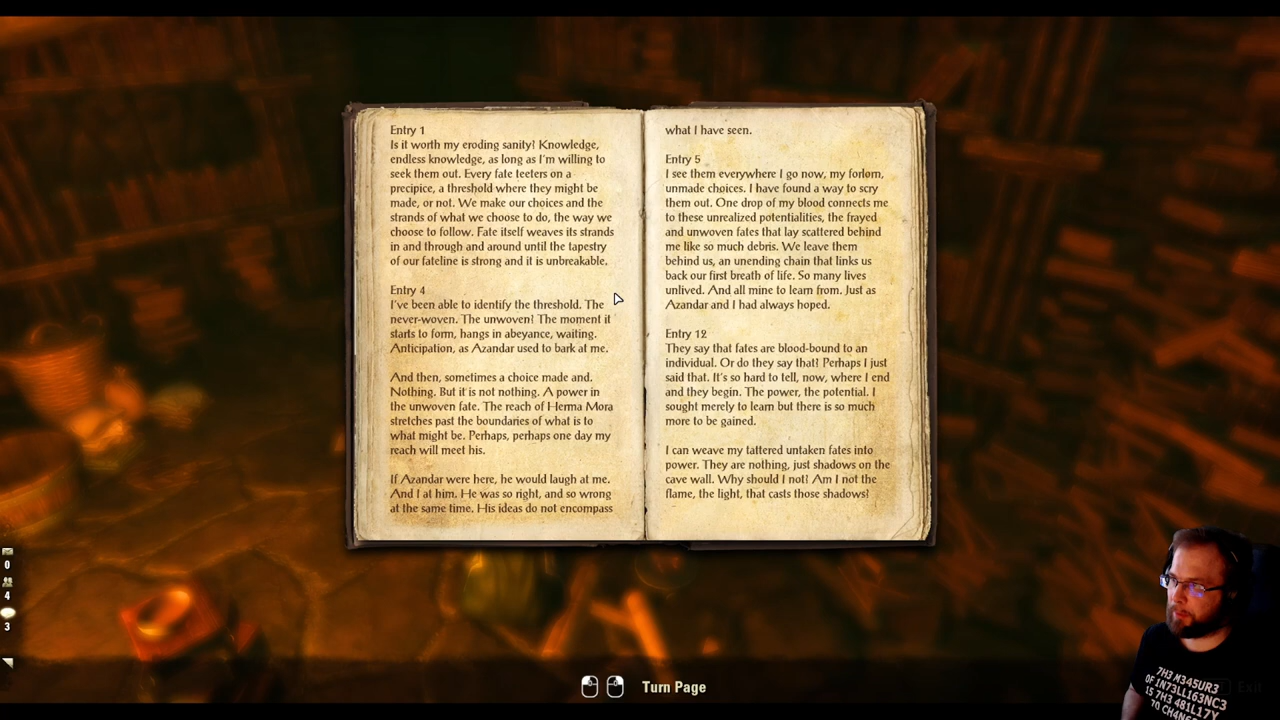 Entry 1
Is it worth my eroding sanity? Knowledge,
endless knowledge, as long as I'm willing to
seek them out. Every fate teeters on a
precipice, a threshold where they might be
made, or not. We make our choices and the
strands of what we choose to do, the way we
choose to follow. Fate itself weaves its strands
in and through and around until the tapestry
of our fateline is strong and it is unbreakable.
Entry 4
I've been able to identify the threshold. The
never-woven. The unwoven? The moment it
starts to form, hangs in abeyance, waiting.
Anticipation, as Azandar used to bark at me.
And then, sometimes a choice made and.
Nothing. But it is not nothing. A power in
the unwoven fate. The reach of Herma Mora
stretches past the boundaries of what is to
what might be. Perhaps, perhaps one day my
reach will meet his.
If Azandar were here, he would laugh at me.
And I at him. He was so right, and so wrong
at the same time. His ideas do not encompass
what I have seen.
Entry 5
I see them everywhere I go now, my forlorn,
unmade choices. I have found a way to scry
them out. One drop of my blood connects me
to these unrealized potentialities, the frayed
and unwoven fates that lay scattered behind
me like so much debris. We leave them
behind us, an unending chain that links us
back our first breath of life. So many lives
unlived. And all mine to learn from. Just as
Azandar and I had always hoped.
Entry 12
They say that fates are blood-bound to an
individual. Or do they say that? Perhaps I just
said that. It's so hard to tell, now, where I end
and they begin. The power, the potential. I
sought merely to learn but there is so much
more to be gained.
I can weave my tattered untaken fates into
power. They are nothing, just shadows on the
cave wall. Why should I not? Am I not the
flame, the light, that casts those shadows?
0
4
3
Turn Page
Exit
7H3 M345UR3
OF 1N73LL163NC3
15 7H3 481L17Y
70 CHAN